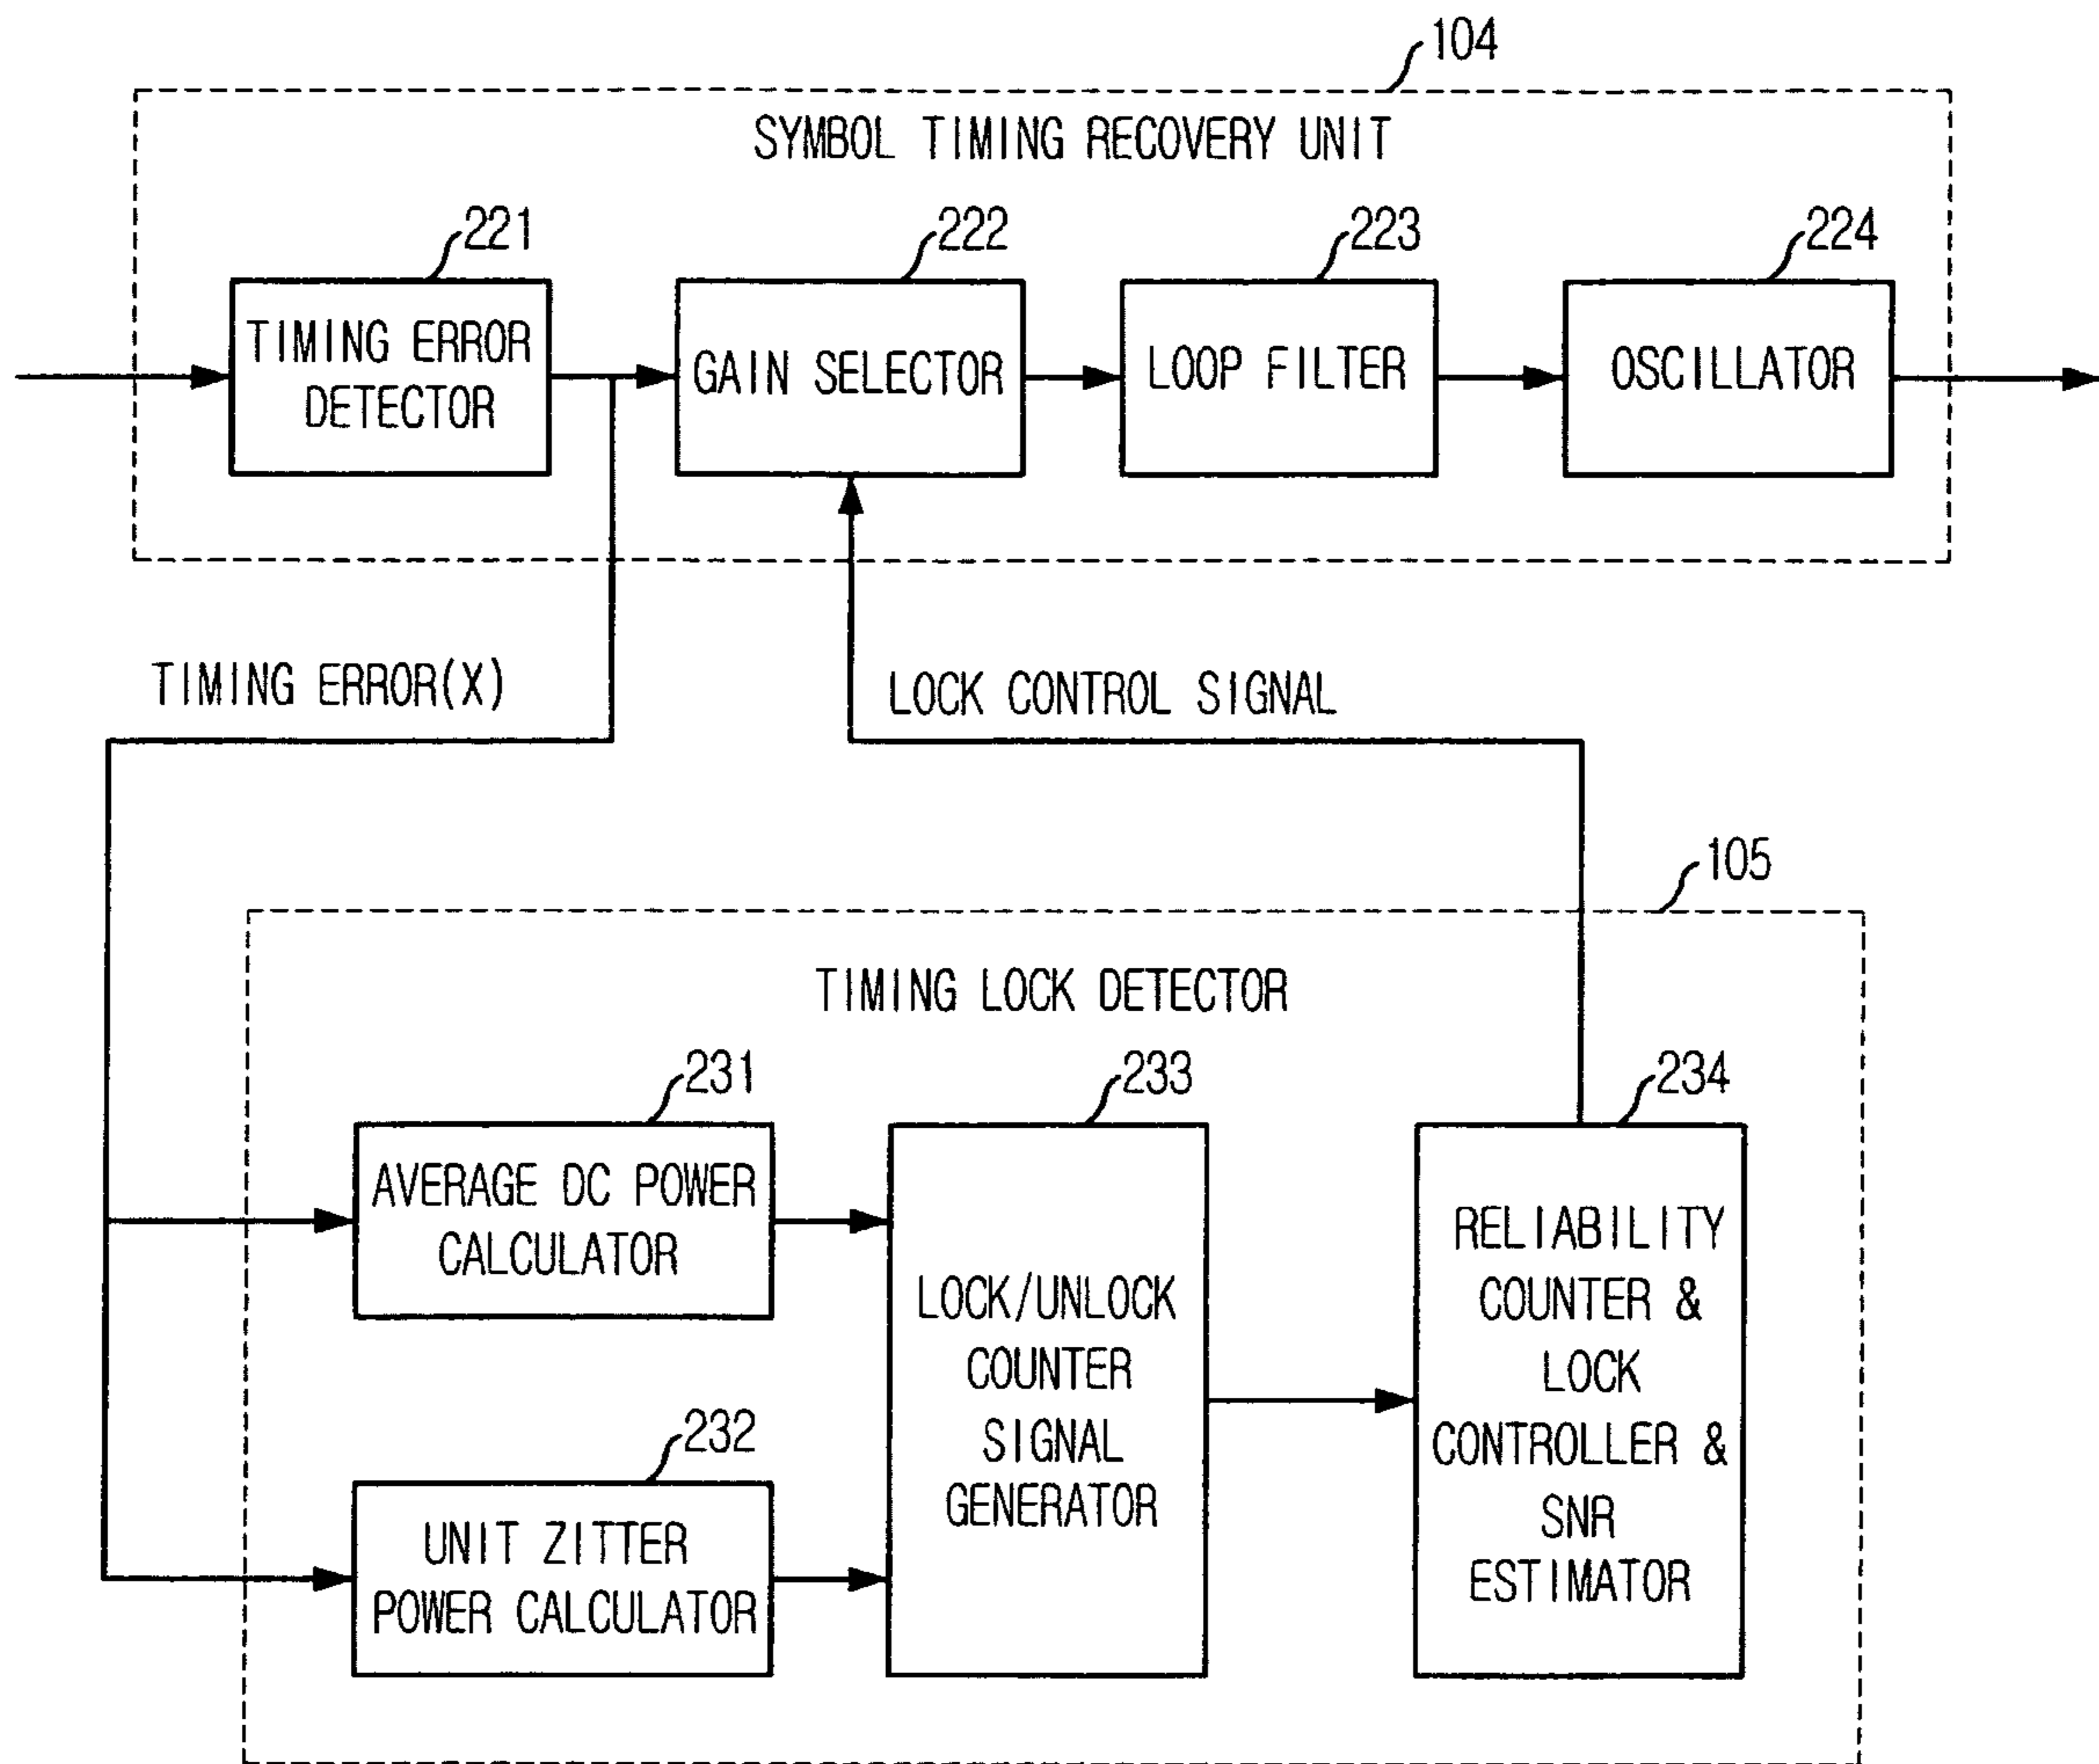 104
SYMBOL TIMING RECOVERY UNIT
221
222
223
224
TIMING ERROR
DETECTOR
GAIN SELECTOR
LOOP FILTER
OSCILLATOR
TIMING ERROR(X)
LOCK CONTROL SIGNAL
105
TIMING LOCK DETECTOR
231
233
234
AVERAGE DC POWER
CALCULATOR
232
UNIT ZITTER
POWER CALCULATOR
LOCK/UNLOCK
COUNTER
SIGNAL
GENERATOR
RELIABILITY
COUNTER &
LOCK
CONTROLLER &
SNR
ESTIMATOR